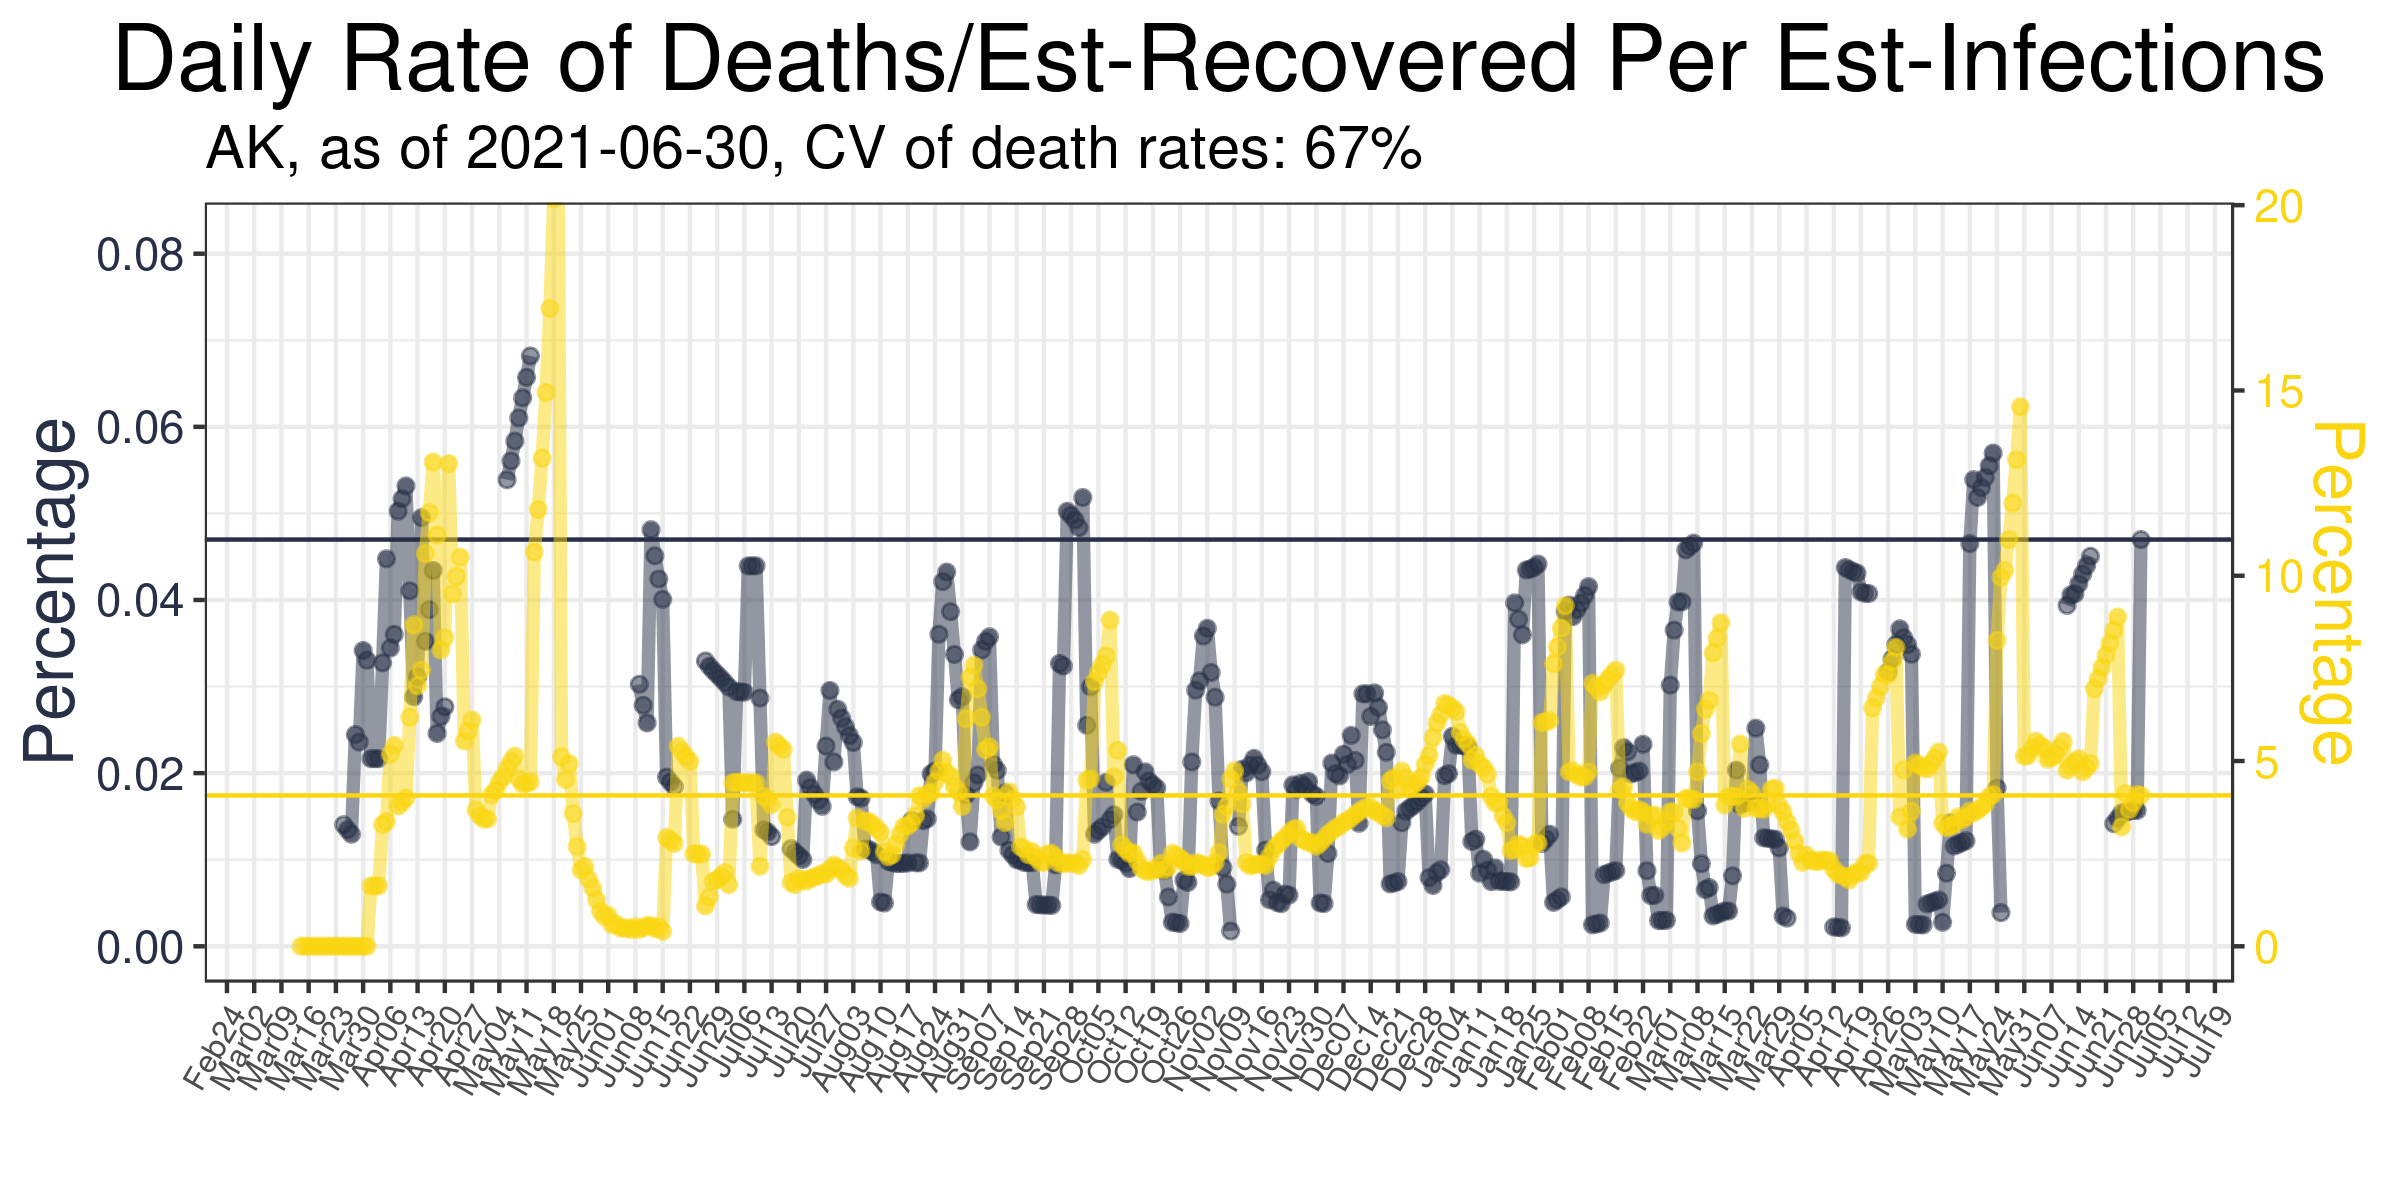 Daily Rate of Deaths/Est-Recovered Per Est-Infections
AK, as of 2021-06-30, CV of death rates: 67%
Percentage
0.08
0.06
0.04
0.02
0.00
20
15
10
5
0
Percentage
Feb24
Mar02
Mar09
Mar16
Mar23
Mar30
Apr06
Apr13
Apr20
Apr27
May04
May11
May18
May25
Jun01
Jun08
Jun15
Jun22
Jun29
Jul06
Jul13
Jul20
Jul27
Aug03
Aug10
Aug17
Aug24
Aug31
Sep07
Sep14
Sep21
Sep28
Oct05
Oct12
Oct19
Oct26
Nov02
Nov09
Nov16
Nov23
Nov30
Dec07
Dec14
Dec21
Dec28
Jan04
Jan11
Jan18
Jan25
Feb01
Feb08
Feb15
Feb22
Mar01
Mar08
Mar15
Mar22
Mar29
Apr05
Apr12
Apr19
Apr26
May03
May10
May17
May24
May31
Jun07
Jun14
Jun21
Jun28
Jul05
Jul12
Jul19